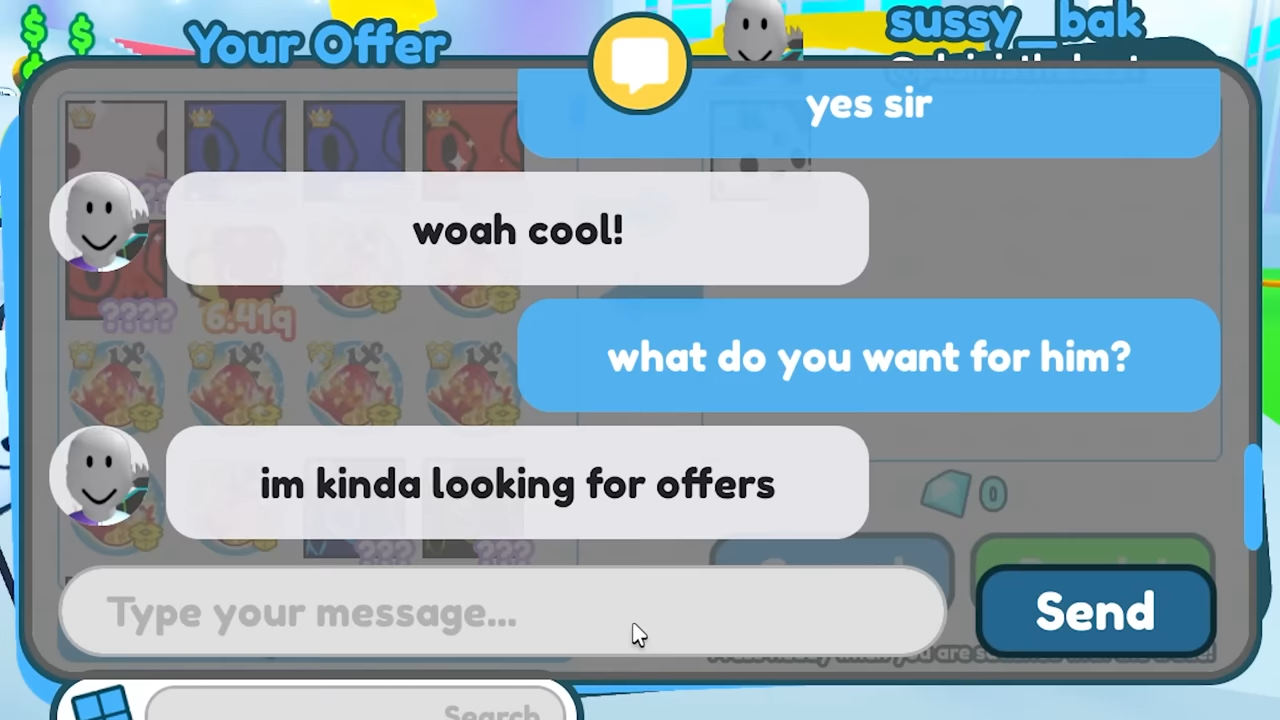 Your Offer
sussy__bak
yes sir
woah cool!
what do you want for him?
????
6.41q
im kinda looking for offers
0
???
???
Type your message...
Send
Search